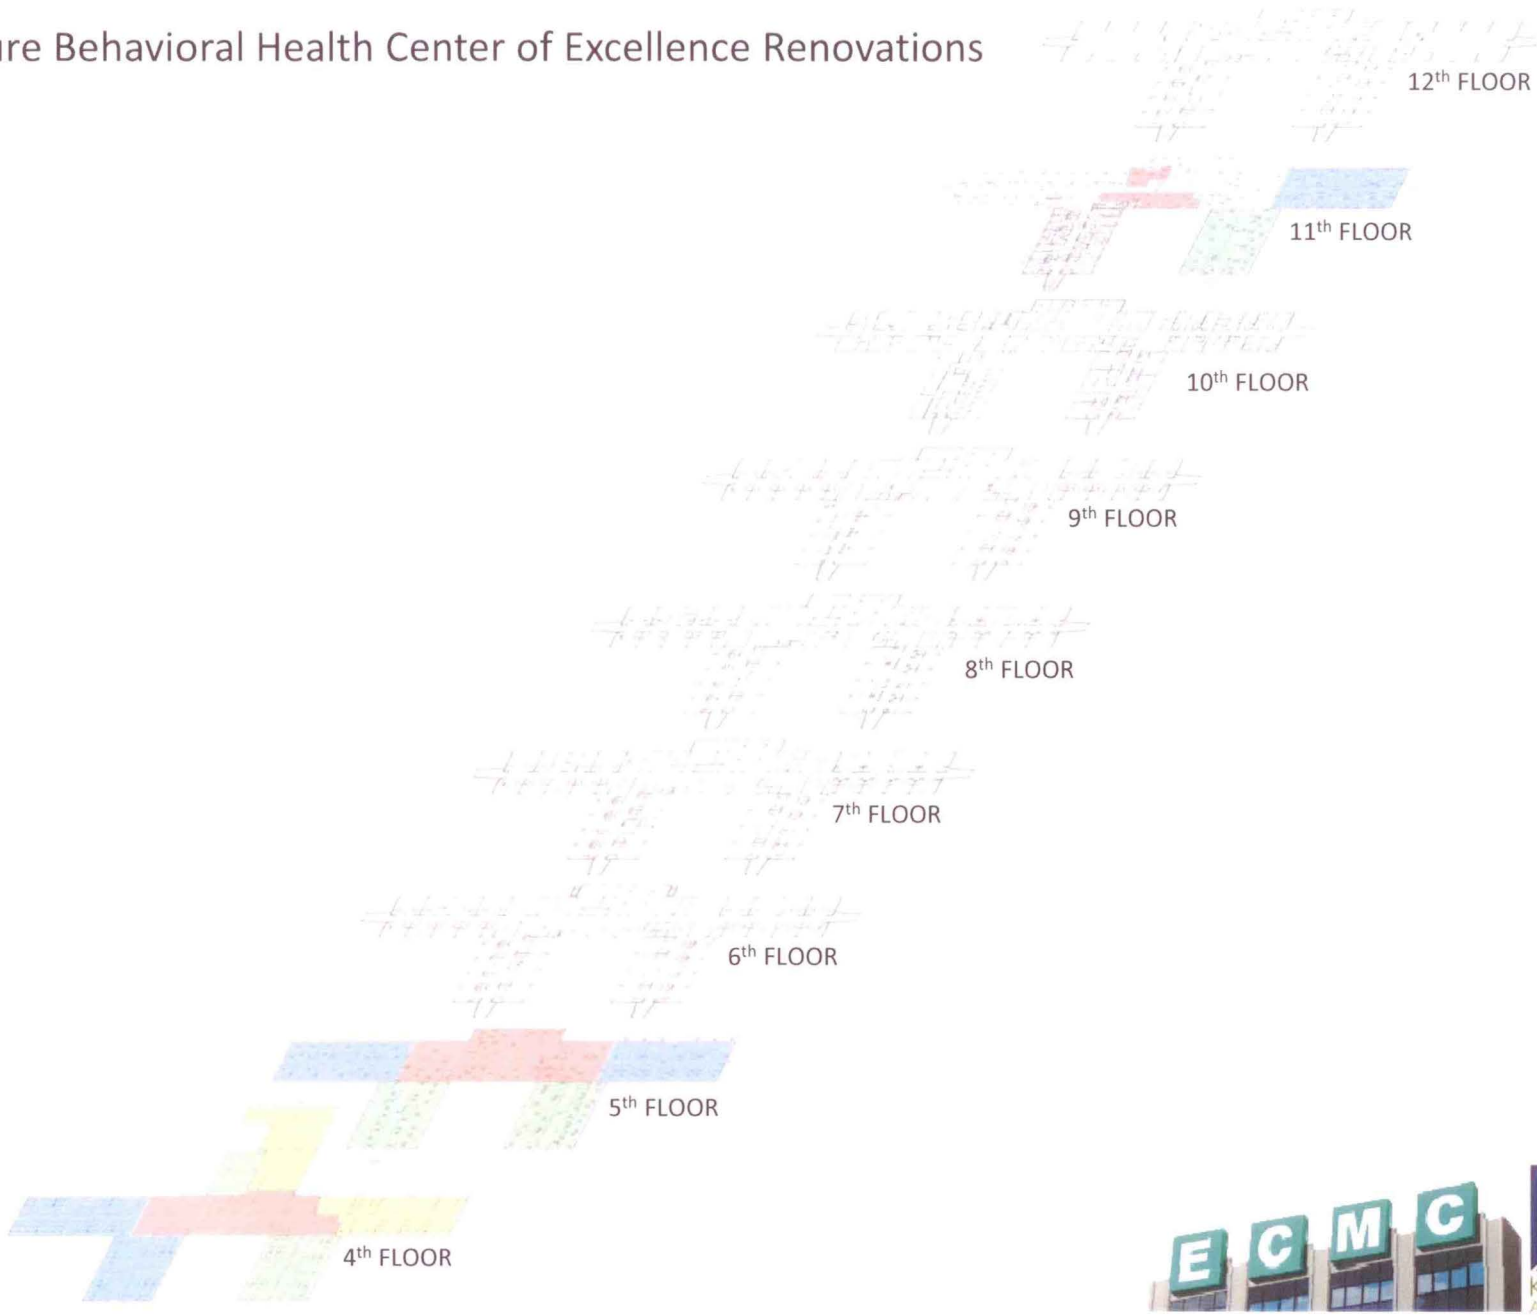 ure Behavioral Health Center of Excellence Renovations
12th FLOOR
11th FLOOR
10th FLOOR
9th FLOOR
8th FLOOR
7th FLOOR
6th FLOOR
5th FLOOR
4th FLOOR
ECMC